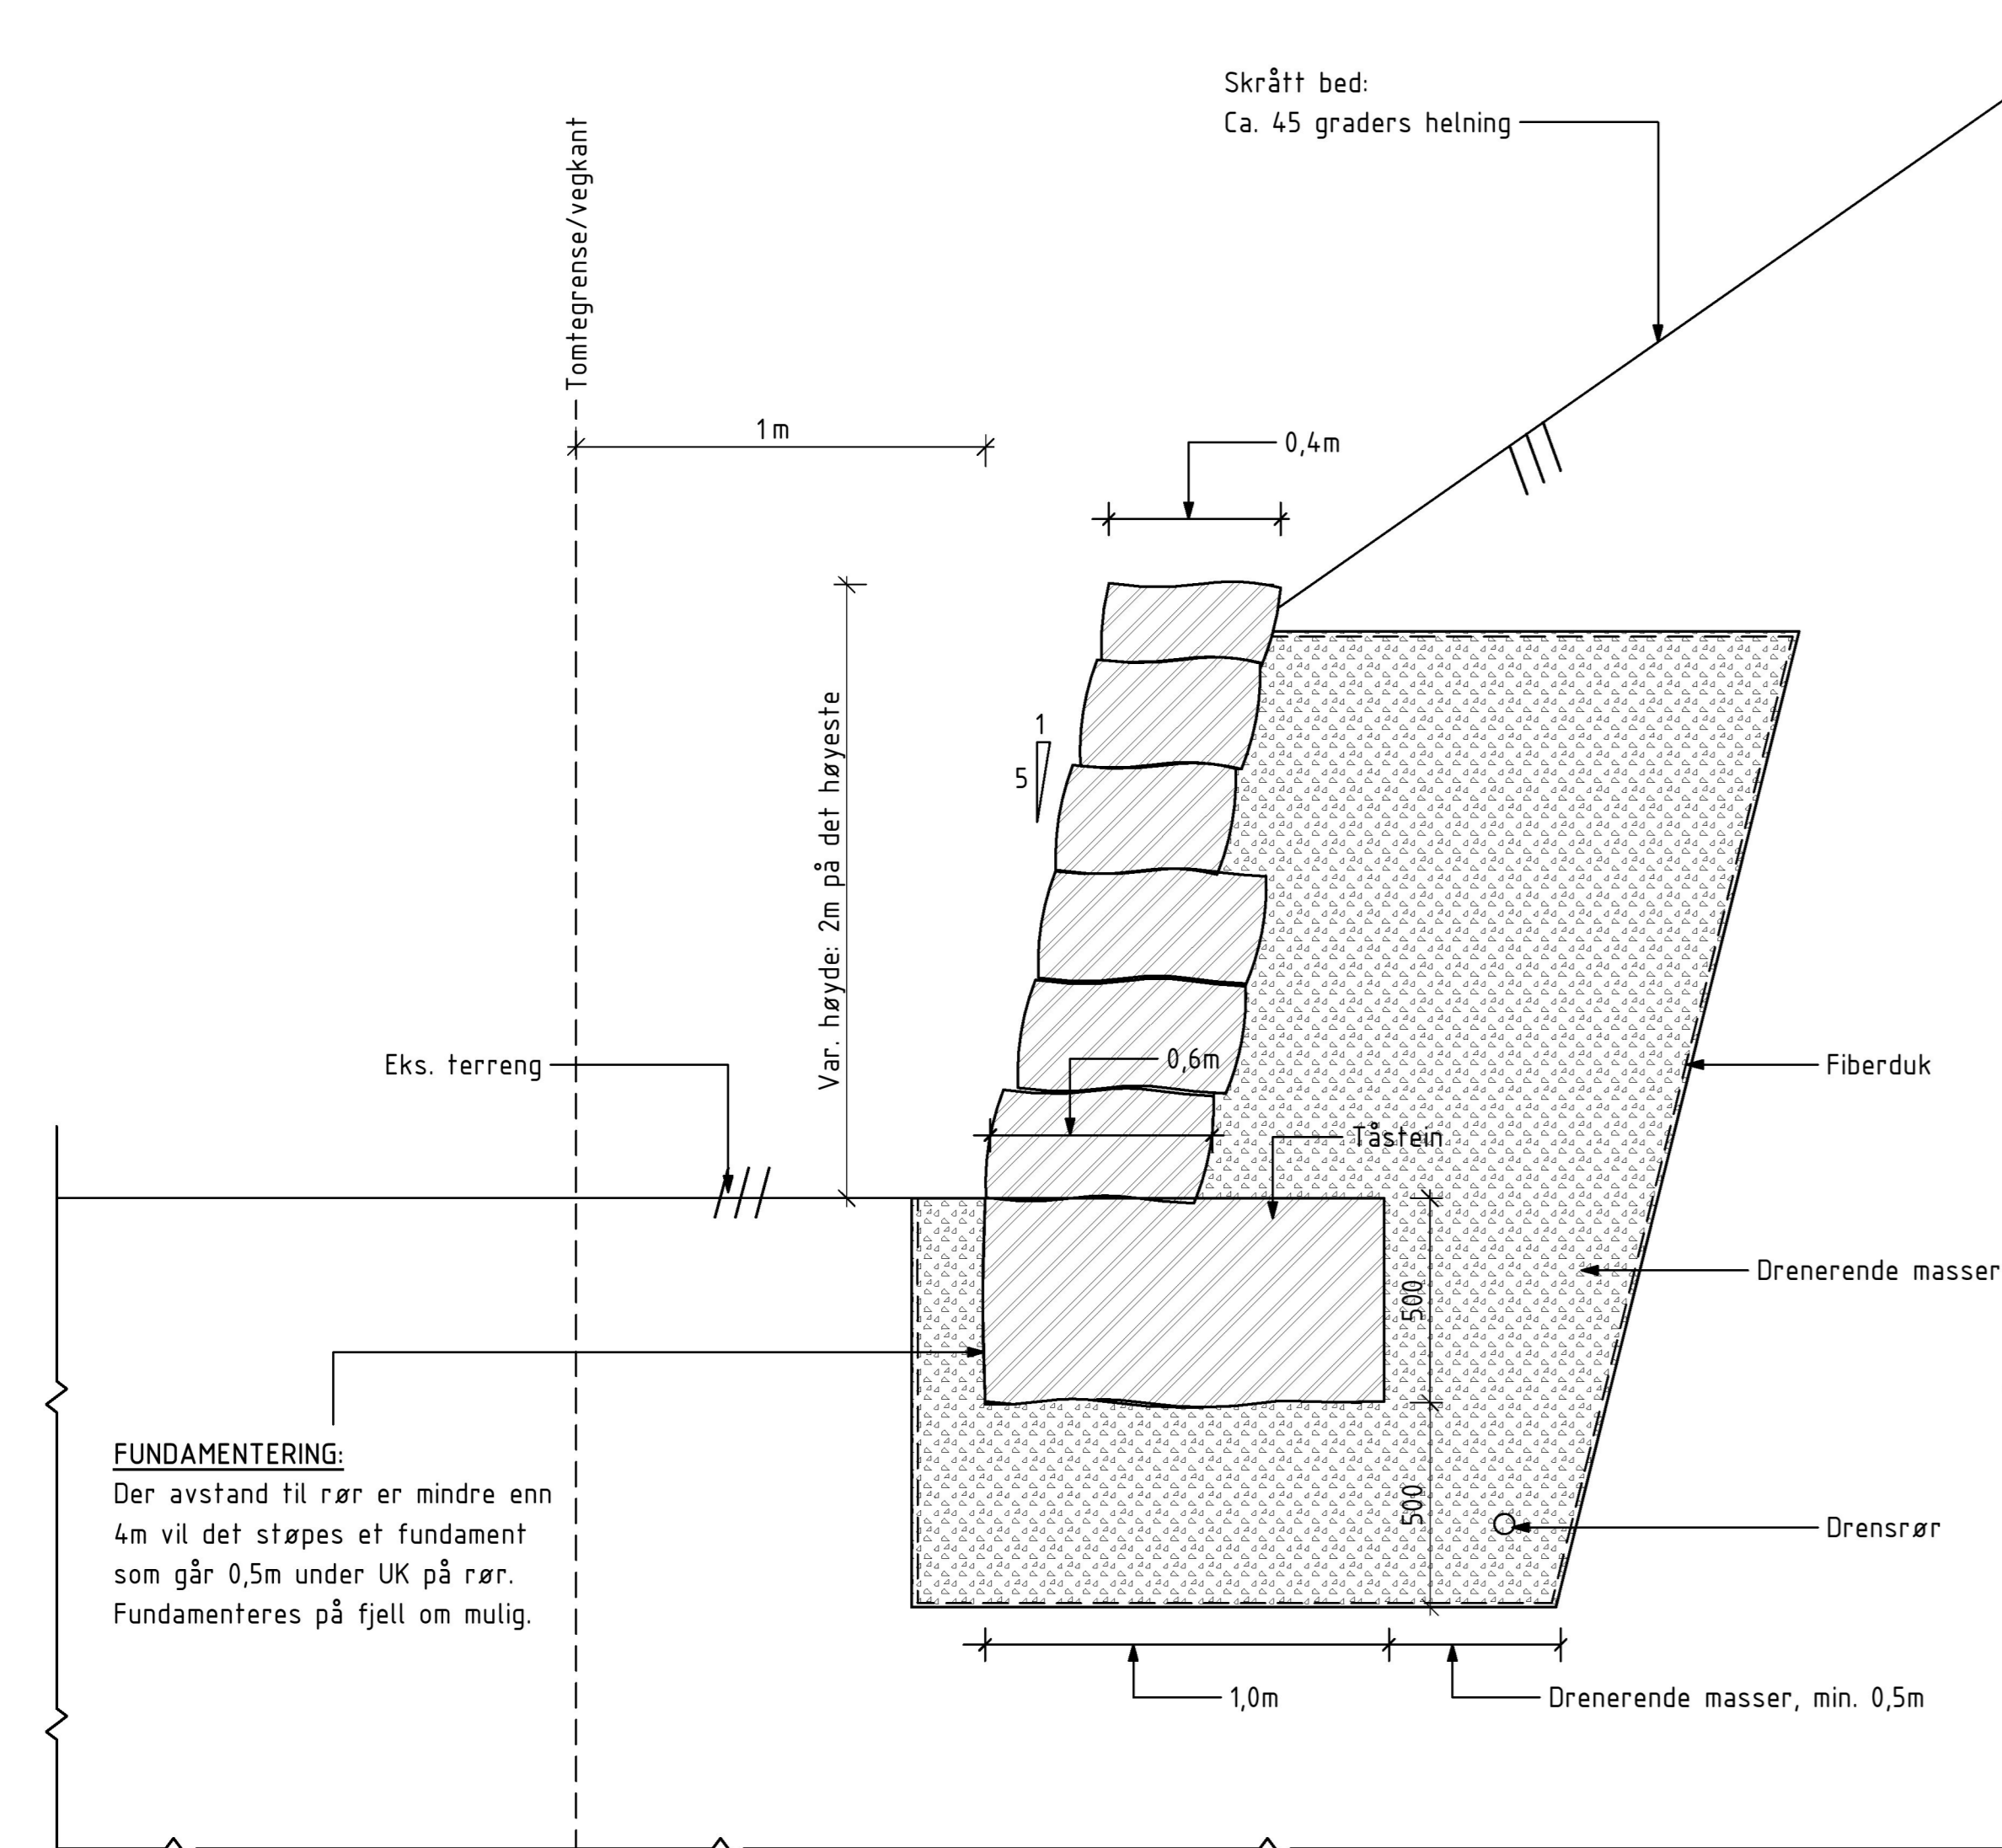 Skrått bed:
Ca. 45 graders helning
Tomtegrense/vegkant
1m
0,4m
Var. høyde: 2m på det høyeste
1
5
0,6m
Eks. terreng
Tåstein
Fiberduk
500
Drenerende masser
500
Drensrør
FUNDAMENTERING:
Der avstand til rør er mindre enn
4m vil det støpes et fundament
som går 0,5m under UK på rør.
Fundamenteres på fjell om mulig.
1,0m
Drenerende masser, min. 0,5m